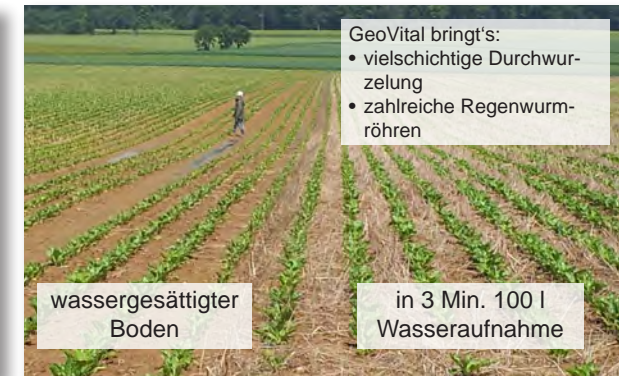 GeoVital bringt's:
• vielschichtige Durchwur-
zelung
• zahlreiche Regenwurm-
röhren
wassergesättigter
Boden
in 3 Min. 100 l
Wasseraufnahme